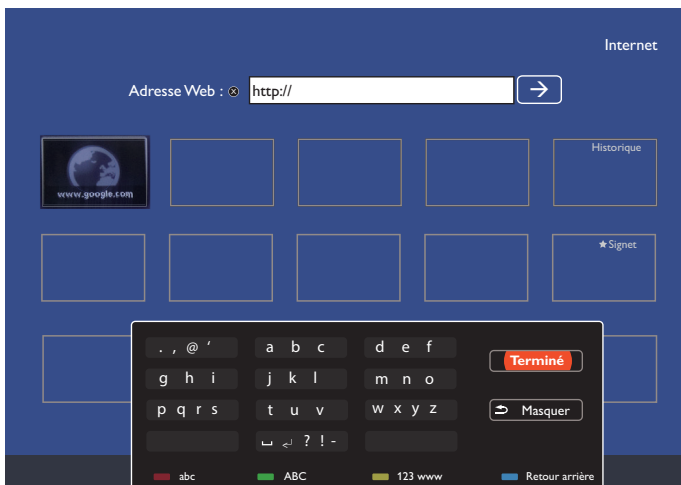 Internet
Adresse Web : ⊗ http:// →
www.google.com
Historique
★ Signet
. , @ '
a b c
d e f
Terminé
g h i
j k l
m n o
p q r s
t u v
w x y z
Masquer
␣ ↵ ? ! -
abc
ABC
123 www
Retour arrière